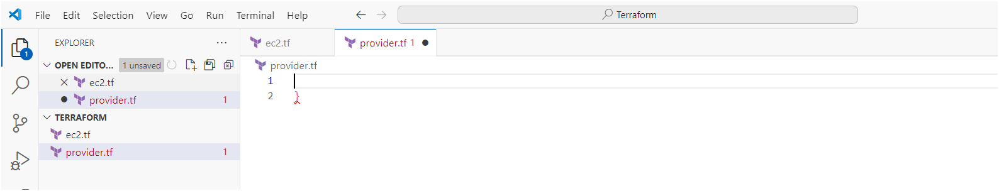 File Edit Selection View Go Run Terminal Help
Terraform
1
EXPLORER
OPEN EDITO... 1 unsaved
ec2.tf
provider.tf 1
TERRAFORM
ec2.tf
provider.tf 1
ec2.tf
provider.tf 1
provider.tf
1
2 }